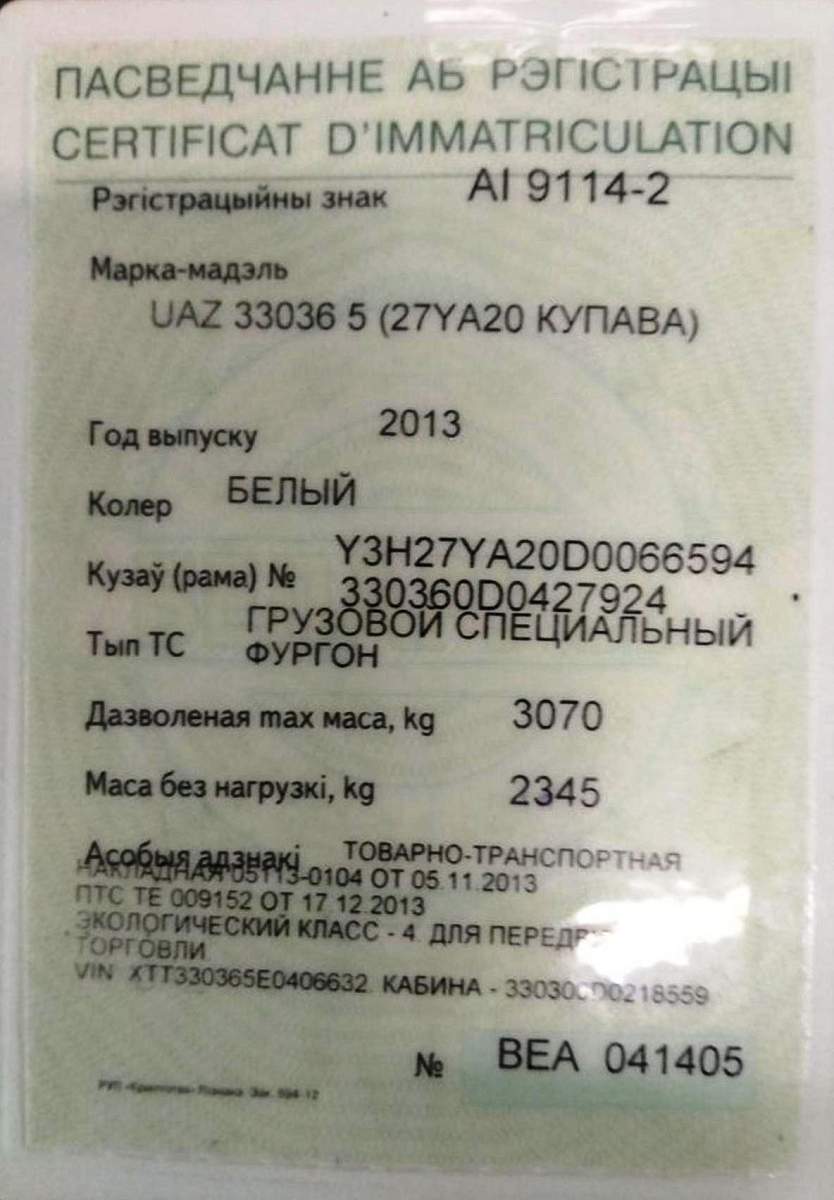 ПАСВЕДЧАННЕ АБ РЭГІСТРАЦЫІ
CERTIFICAT D'IMMATRICULATION
Рэгістрацыйны знак AI 9114-2
Марка-мадэль
UAZ 33036 5 (27YA20 КУПАВА)
Год выпуску 2013
Колер БЕЛЫЙ
Кузаў (рама) № Y3H27YA20D0066594
330360D0427924
Тып ТС ГРУЗОВОЙ СПЕЦИАЛЬНЫЙ
ФУРГОН
Дазволеная max маса, kg 3070
Маса без нагрузкі, kg 2345
Асобыя адзнакі ТОВАРНО-ТРАНСПОРТНАЯ
НАКЛАДНАЯ 05113-0104 ОТ 05.11.2013
ПТС ТЕ 009152 ОТ 17.12.2013
ЭКОЛОГИЧЕСКИЙ КЛАСС - 4. ДЛЯ
ТОРГОВЛИ.
VIN XTT330365E0406632. КАБИНА -
№ BEA 041405